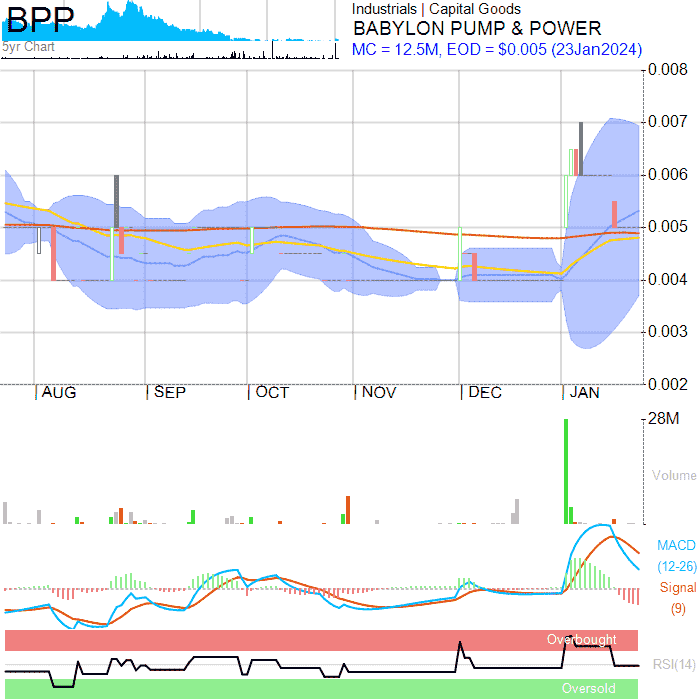 BPP
5yr Chart
Industrials | Capital Goods
BABYLON PUMP & POWER
MC = 12.5M, EOD = $0.005 (23Jan2024)
0.008
0.007
0.006
0.005
0.004
0.003
0.002
AUG SEP OCT NOV DEC JAN
28M
Volume
MACD
(12-26)
Signal
(9)
Overbought
RSI(14)
Oversold